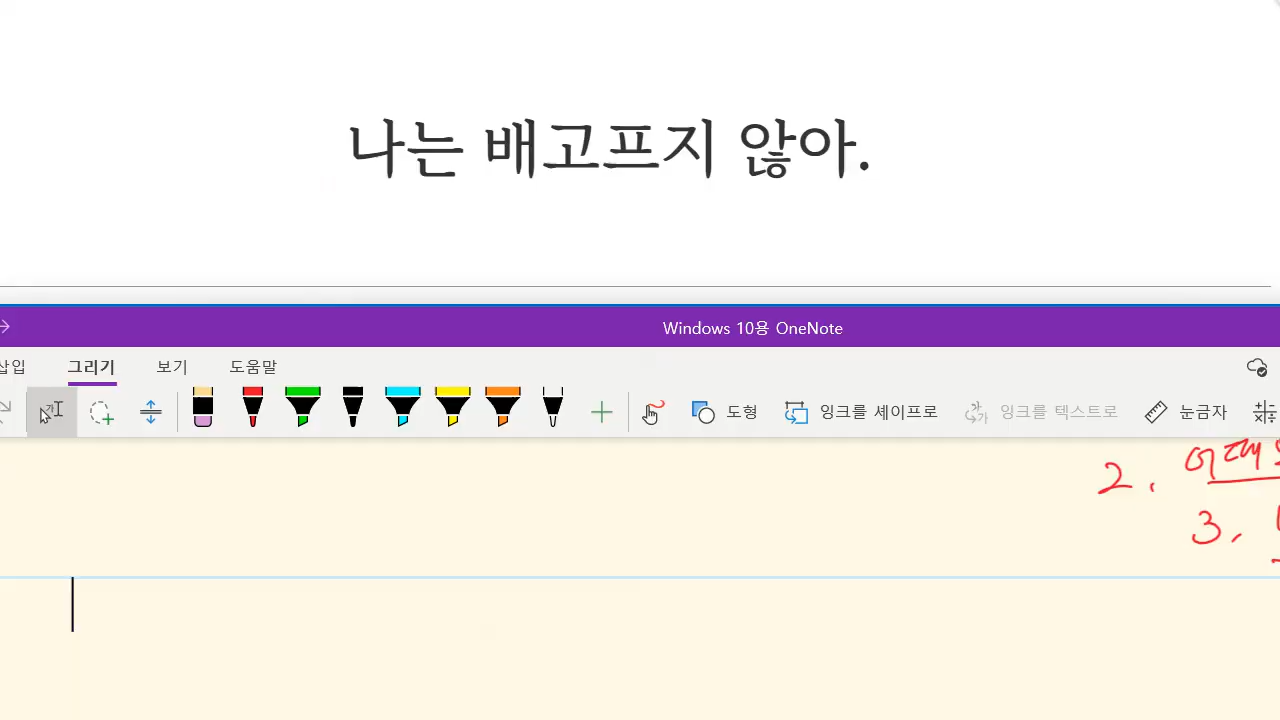 나는 배고프지 않아.
Windows 10용 OneNote
삽입 그리기 보기 도움말
도형 잉크를 셰이프로 잉크를 텍스트로 눈금자
2.
3.